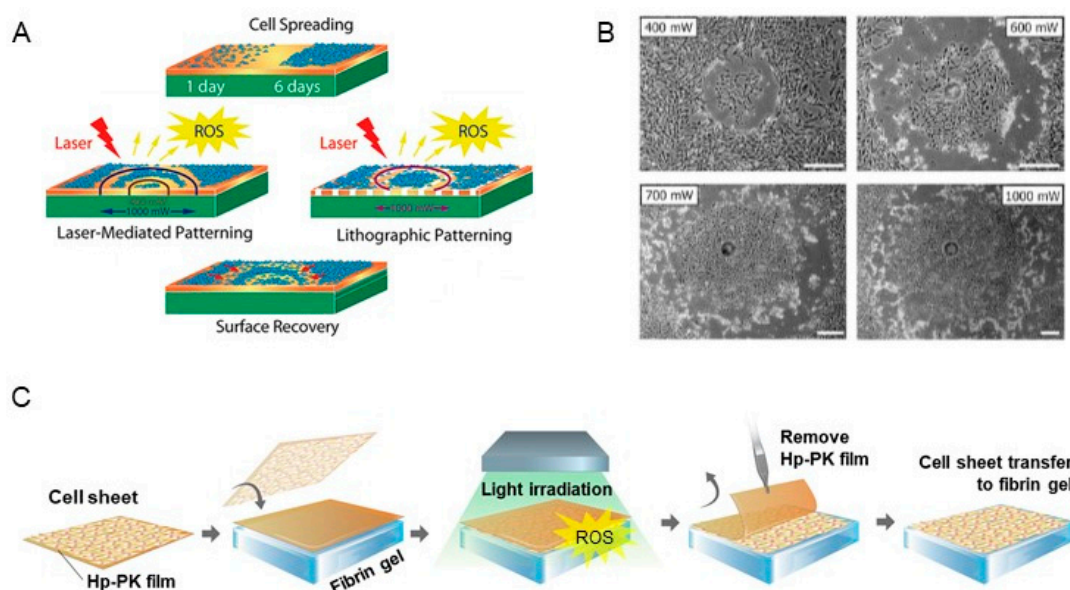 A
Cell Spreading
1 day
6 days
Laser
ROS
Laser
ROS
400 mW
1000 mW
1000 mW
Laser-Mediated Patterning
Lithographic Patterning
Surface Recovery
B
400 mW
600 mW
700 mW
1000 mW
C
Cell sheet
Hp-PK film
Fibrin gel
Light irradiation
ROS
Remove
Hp-PK film
Cell sheet transfer
to fibrin gel